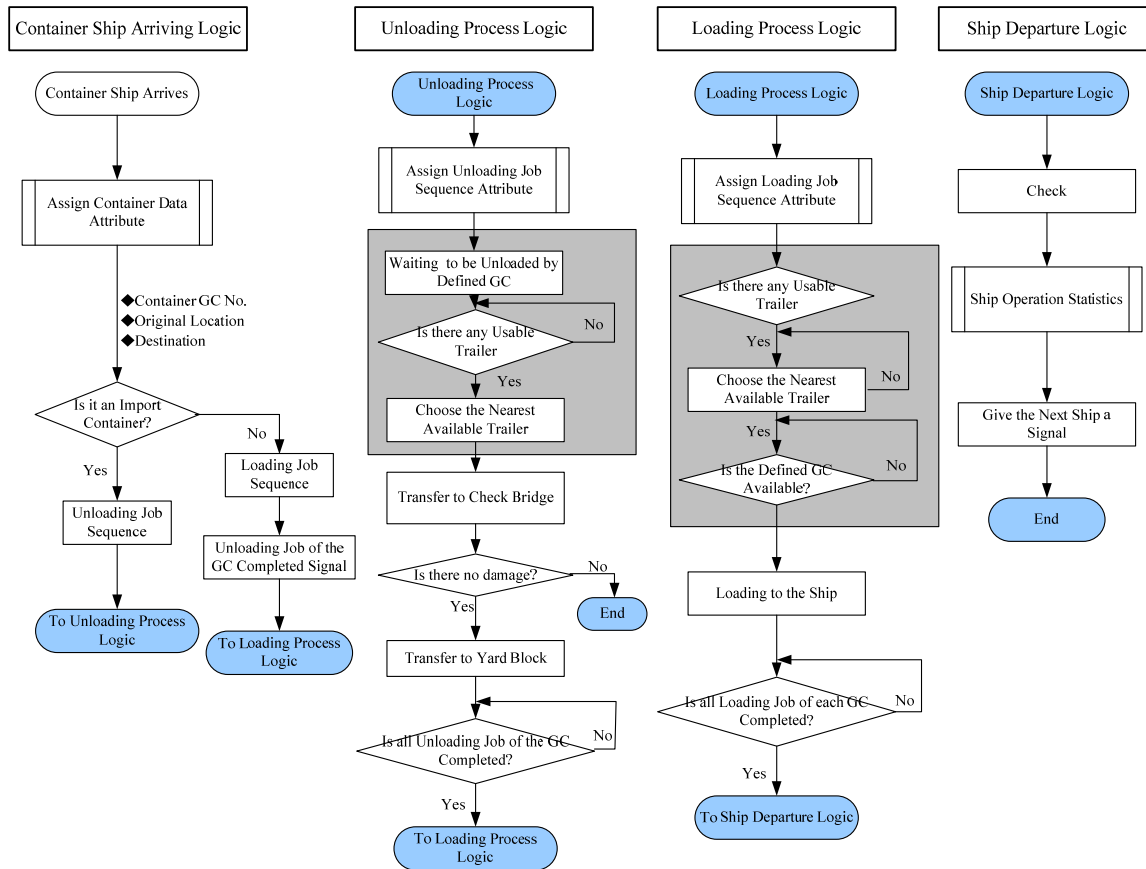 Container Ship Arriving Logic
Container Ship Arrives
Assign Container Data
Attribute
◆Container GC No.
◆Original Location
◆Destination
Is it an Import
Container?
No
Yes
Loading Job
Sequence
Unloading Job
Sequence
Unloading Job of the
GC Completed Signal
To Unloading Process
Logic
To Loading Process
Logic
Unloading Process Logic
Unloading Process
Logic
Assign Unloading Job
Sequence Attribute
Waiting to be Unloaded by
Defined GC
Is there any Usable
Trailer
No
Yes
Choose the Nearest
Available Trailer
Transfer to Check Bridge
Is there no damage?
No
Yes
End
Transfer to Yard Block
Is all Unloading Job of the GC
Completed?
No
Yes
To Loading Process
Logic
Loading Process Logic
Loading Process Logic
Assign Loading Job
Sequence Attribute
Is there any Usable
Trailer
Yes
No
Choose the Nearest
Available Trailer
Yes
Is the Defined GC
Available?
No
Loading to the Ship
Is all Loading Job of each GC
Completed?
No
Yes
To Ship Departure Logic
Ship Departure Logic
Ship Departure Logic
Check
Ship Operation Statistics
Give the Next Ship a
Signal
End